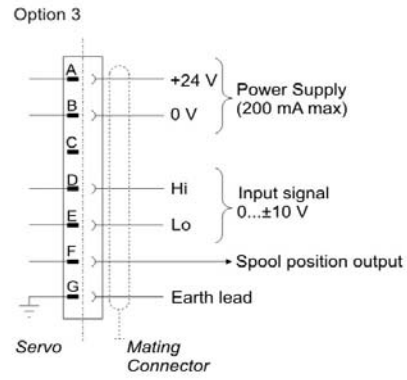 Option 3
A
+24 V
Power Supply
(200 mA max)
B
0 V
C
D
Hi
Input signal
0...±10 V
E
Lo
F
Spool position output
G
Earth lead
Servo
Mating
Connector